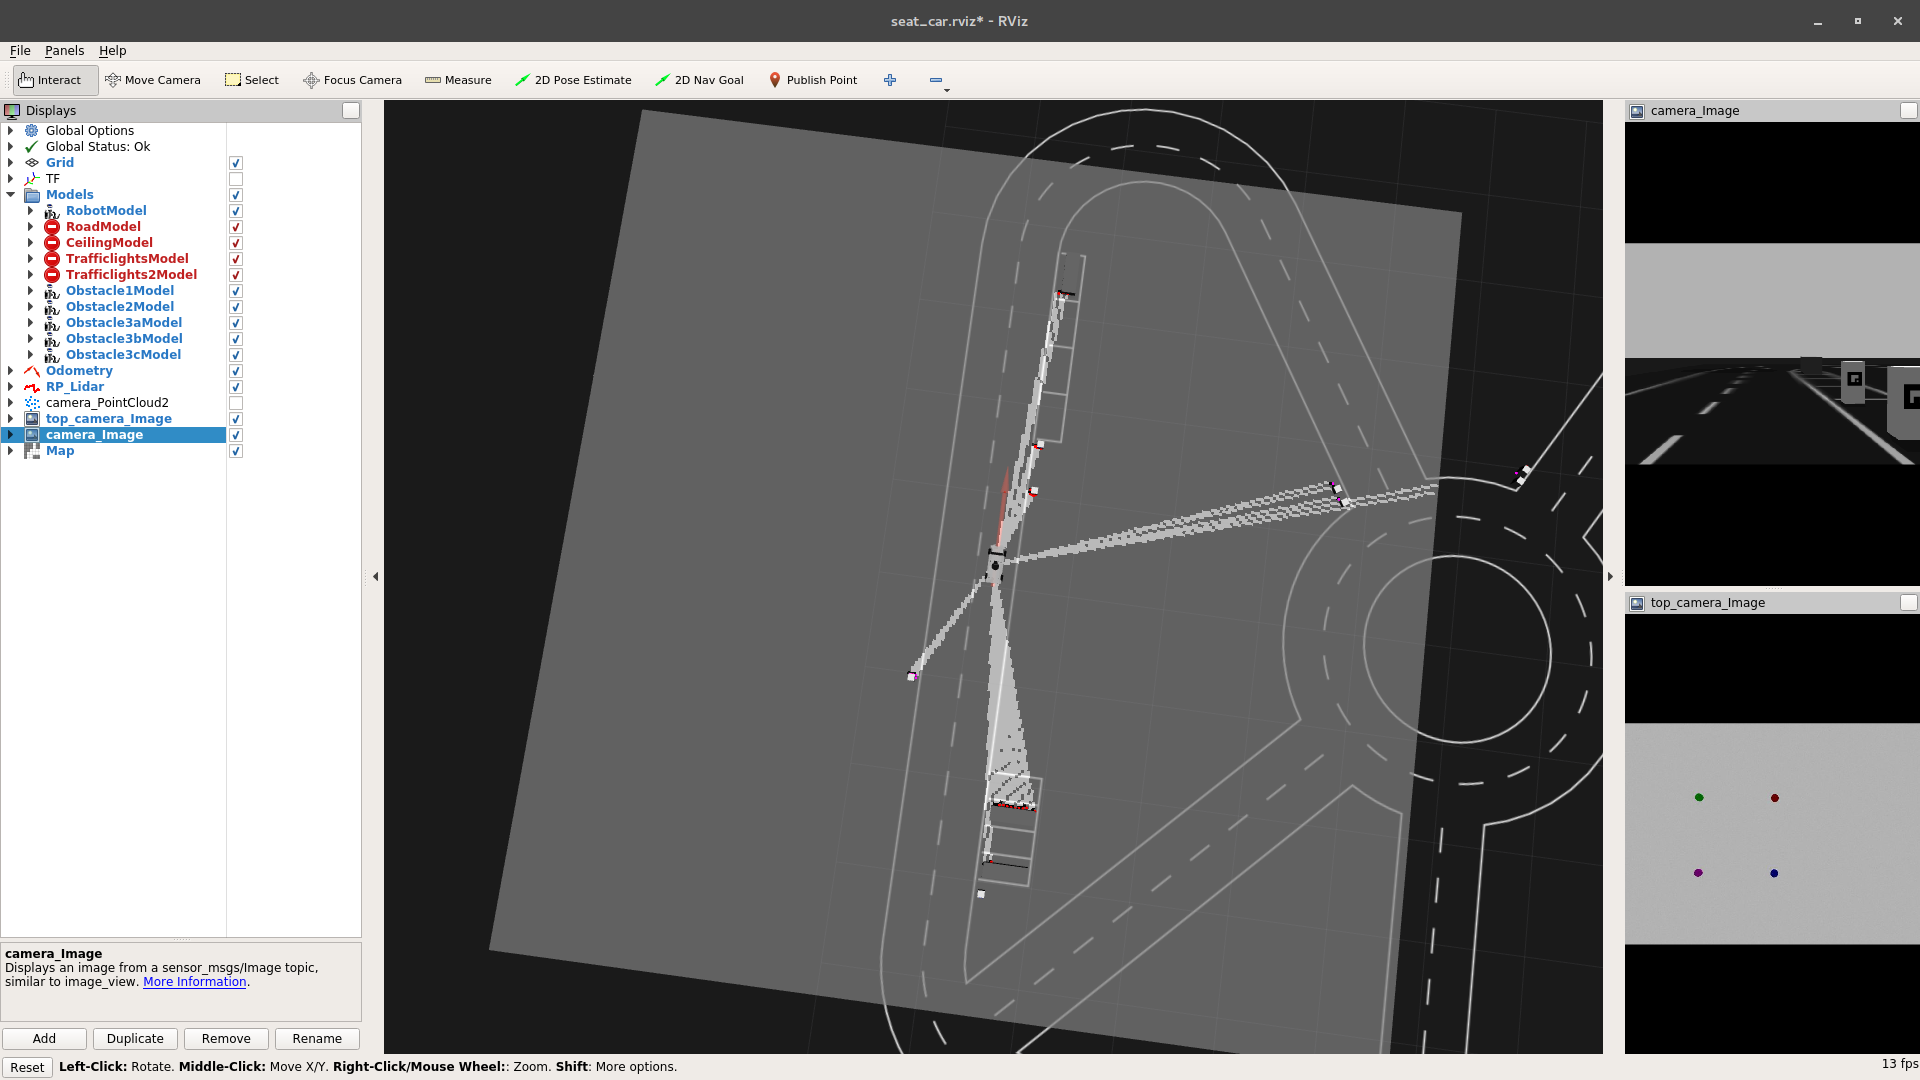 seat_car.rviz* - RViz
File Panels Help
Interact Move Camera Select Focus Camera Measure 2D Pose Estimate 2D Nav Goal Publish Point
Displays
Global Options
Global Status: Ok
Grid
TF
Models
RobotModel
RoadModel
CeilingModel
TrafficlightsModel
Trafficlights2Model
Obstacle1Model
Obstacle2Model
Obstacle3aModel
Obstacle3bModel
Obstacle3cModel
Odometry
RP_Lidar
camera_PointCloud2
top_camera_Image
camera_Image
Map
camera_Image
Displays an image from a sensor_msgs/Image topic,
similar to image_view. More Information.
Add Duplicate Remove Rename
camera_Image
top_camera_Image
Reset Left-Click: Rotate. Middle-Click: Move X/Y. Right-Click/Mouse Wheel:: Zoom. Shift: More options. 13 fps